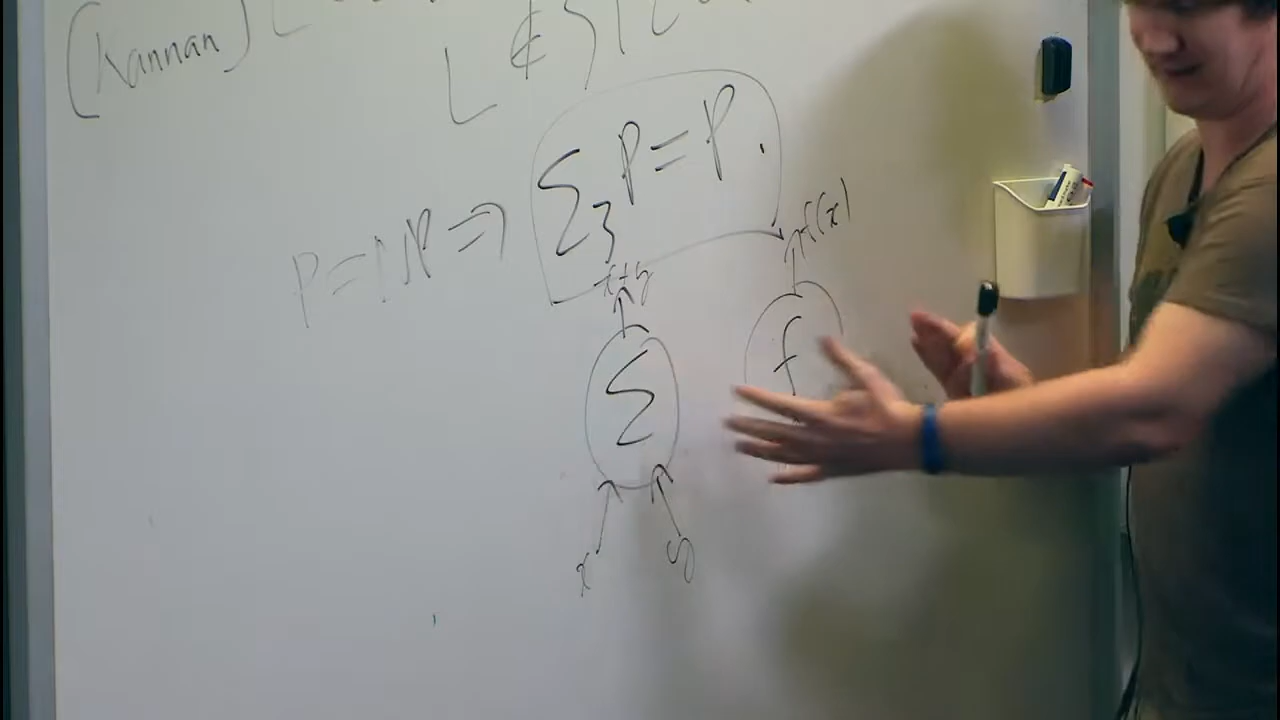 (Kannan)
L ∉
P=NP ⇒ Σ₃P=P.
x+y
f(x)
Σ
f
x
y